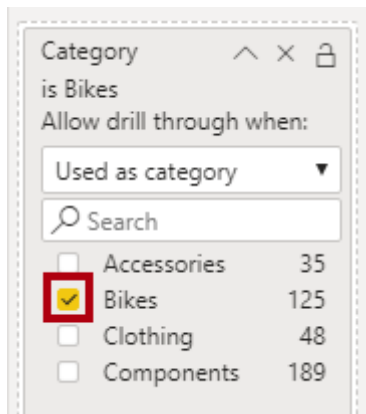 Category
is Bikes
Allow drill through when:
Used as category
Search
Accessories 35
Bikes 125
Clothing 48
Components 189